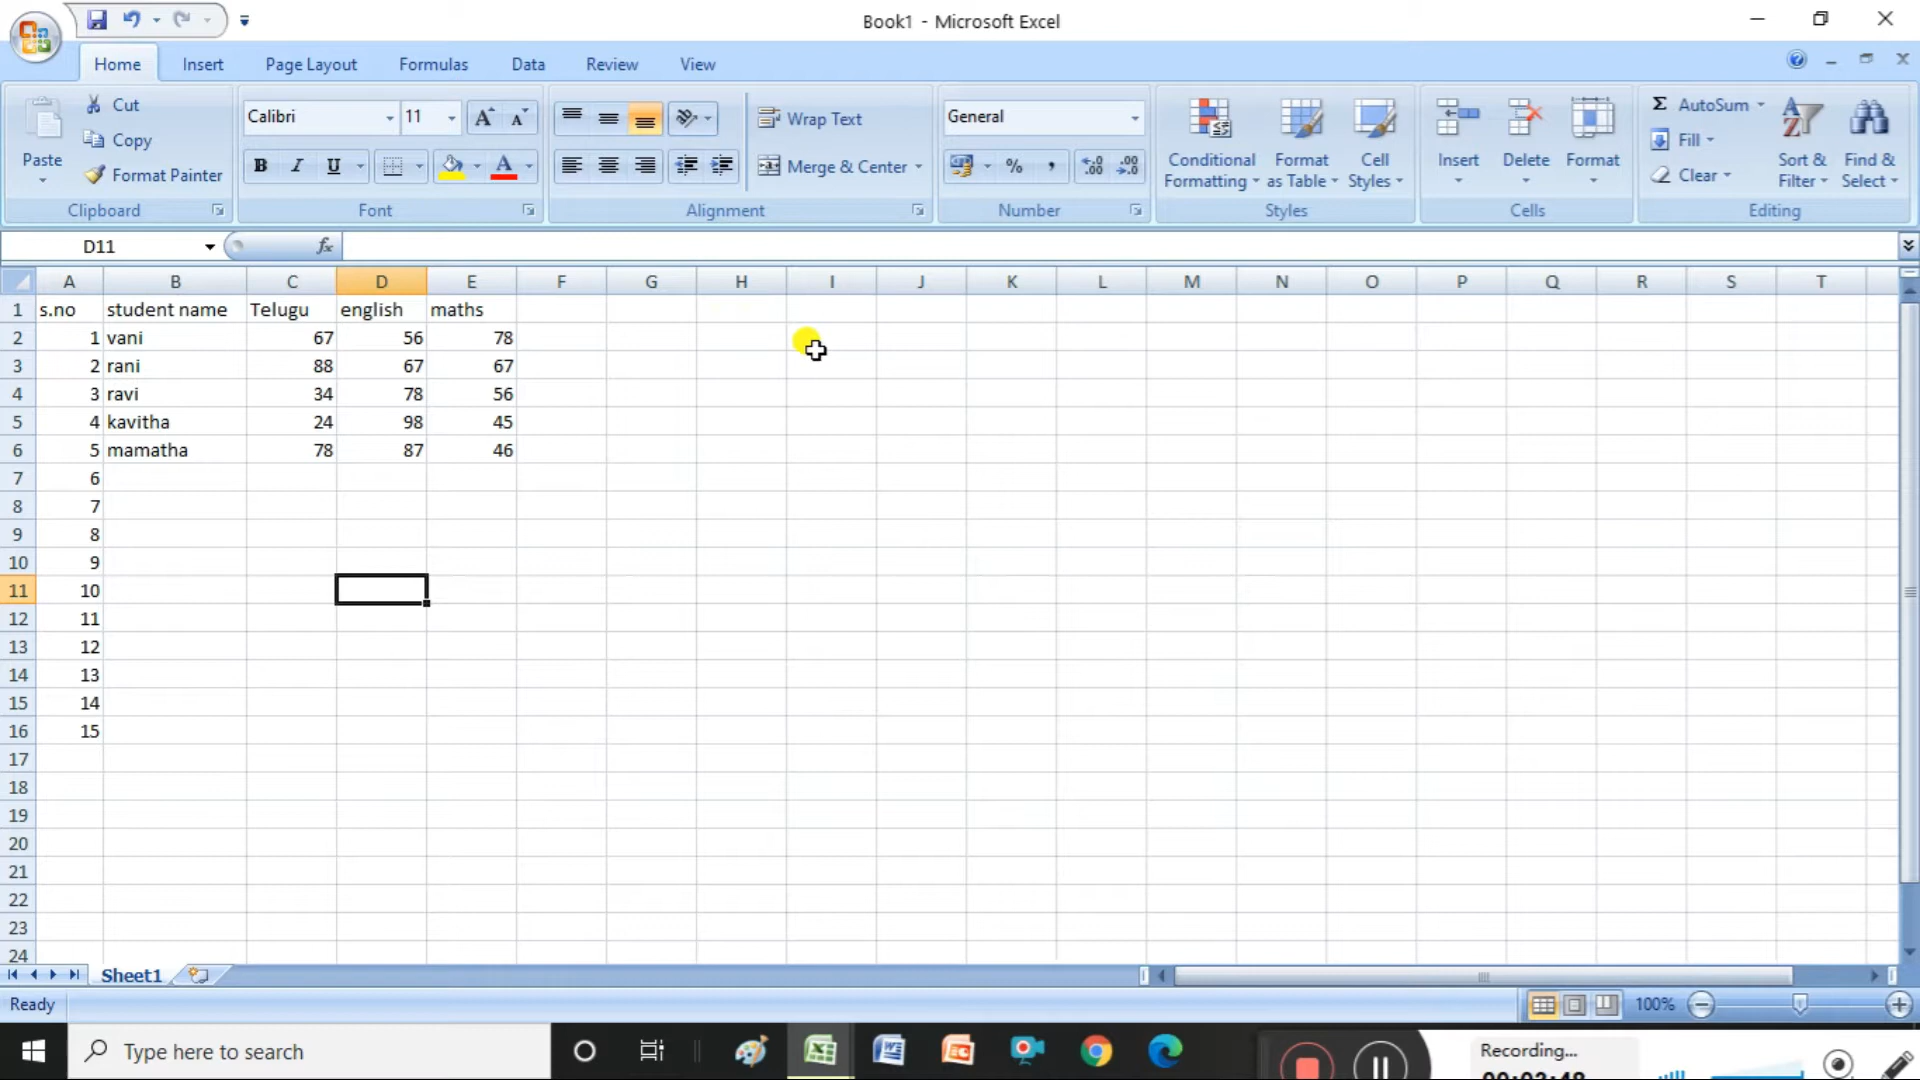 Book1 - Microsoft Excel
Home Insert Page Layout Formulas Data Review View
Paste
Cut
Copy
Format Painter
Clipboard
Calibri 11
B I U A
Font
Wrap Text
Merge & Center
Alignment
General
% ,
Number
Conditional Formatting
Format as Table
Cell Styles
Styles
Insert Delete Format
Cells
Σ AutoSum
Fill
Clear
Sort & Filter
Find & Select
Editing
D11 fx
A B C D E F G H I J K L M N O P Q R S T
1 s.no student name Telugu english maths
2 1 vani 67 56 78
3 2 rani 88 67 67
4 3 ravi 34 78 56
5 4 kavitha 24 98 45
6 5 mamatha 78 87 46
7 6
8 7
9 8
10 9
11 10
12 11
13 12
14 13
15 14
16 15
17
18
19
20
21
22
23
24
Sheet1
Ready 100%
Type here to search
Recording...